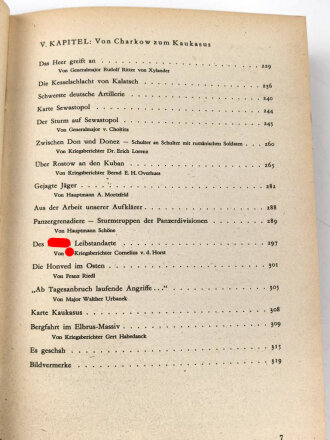 V. KAPITEL: Von Charkow zum Kaukasus
Das Heer greift an 229
Von Generalmajor Rudolf Ritter von Xylander
Die Kesselschlacht von Kalatsch 236
Schwerste deutsche Artillerie 240
Karte Sewastopol 244
Der Sturm auf Sewastopol 245
Von Generalmajor v. Choltitz
Zwischen Don und Donez — Schulter an Schulter mit rumänischen Soldaten 260
Von Kriegsberichter Dr. Erich Lorenz
Über Rostow an den Kuban 265
Von Kriegsberichter Bernd E. H. Overhues
Gejagte Jäger 281
Von Hauptmann A. Mortzfeld
Aus der Arbeit unserer Aufklärer 288
Panzergrenadiere — Sturmtruppen der Panzerdivisionen 289
Von Hauptmann Schöne
Des Leibstandarte 297
Von Kriegsberichter Cornelius v. d. Horst
Die Honved im Osten 301
Von Franz Riedl
„Ab Tagesanbruch laufende Angriffe ...“ 305
Von Major Walther Urbanek
Karte Kaukasus 308
Bergfahrt im Elbrus-Massiv 309
Von Kriegsberichter Gert Habedanck
Es geschah 315
Bildvermerke 319
7